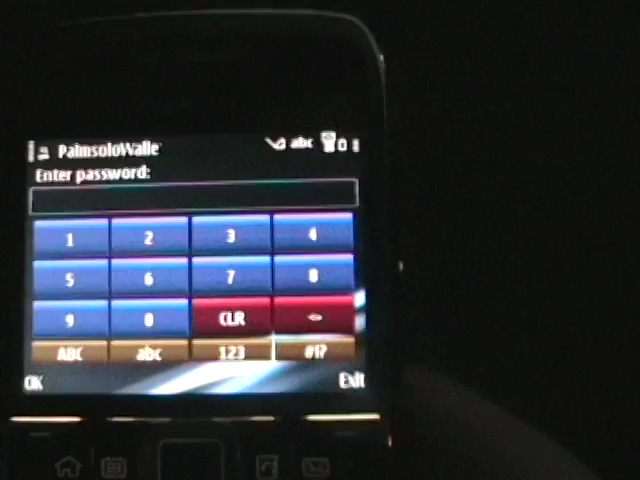 PalmsoloWalle abc
Enter password:
1 2 3 4
5 6 7 8
9 0 CLR <-
ABC abc 123 #!?
OK Exit